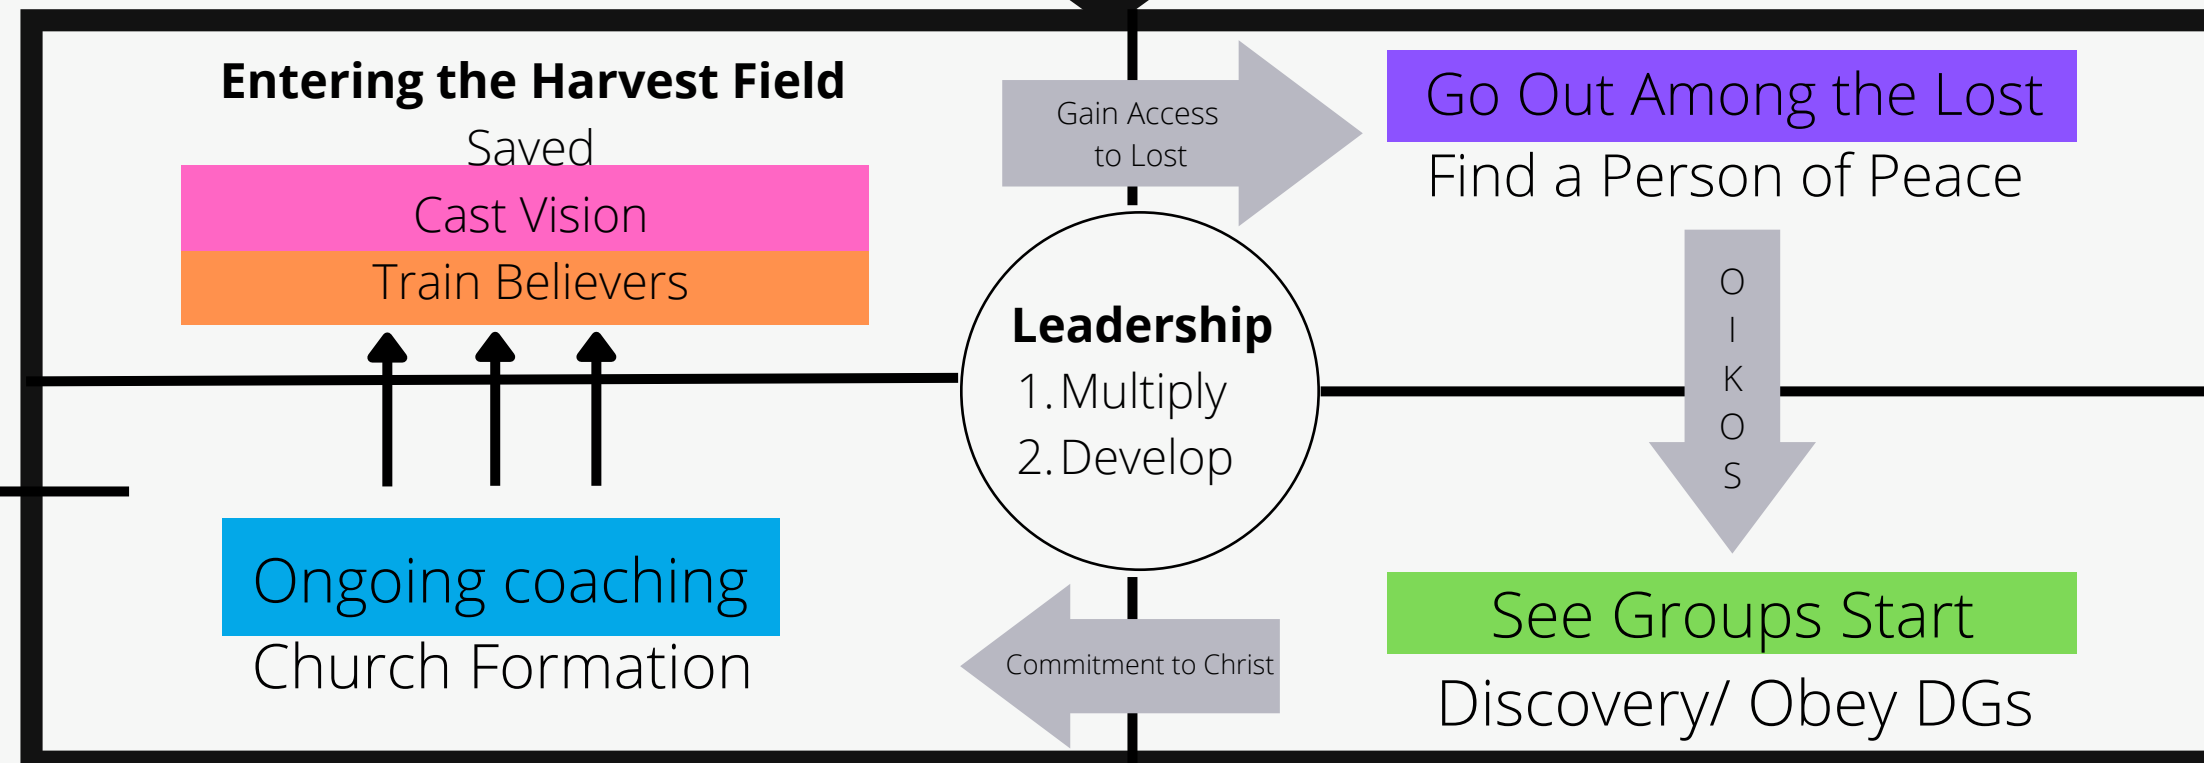 Entering the Harvest Field
Saved
Cast Vision
Train Believers
Gain Access
to Lost
Go Out Among the Lost
Find a Person of Peace
O
I
K
O
S
Leadership
1. Multiply
2. Develop
Ongoing coaching
Church Formation
Commitment to Christ
See Groups Start
Discovery/ Obey DGs